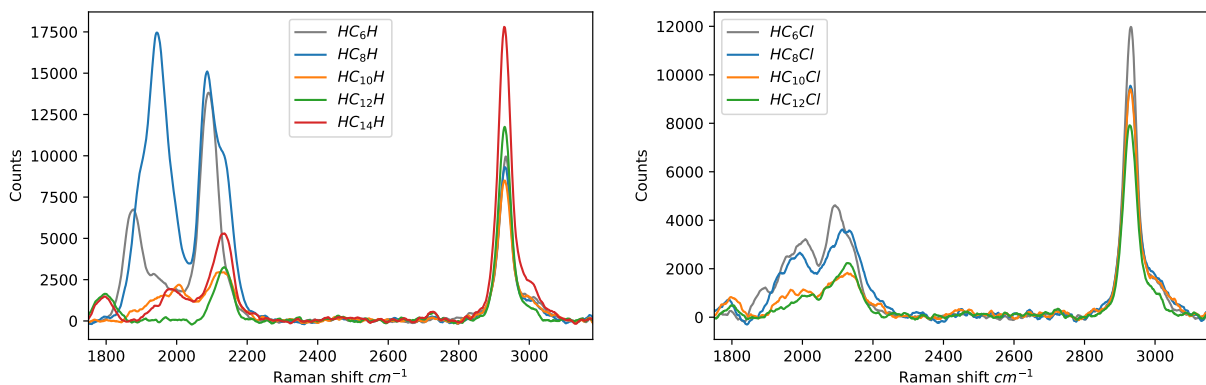 17500
15000
12500
10000
7500
5000
2500
0
Counts
HC₆H
HC₈H
HC₁₀H
HC₁₂H
HC₁₄H
1800 2000 2200 2400 2600 2800 3000
Raman shift cm⁻¹
12000
10000
8000
6000
4000
2000
0
Counts
HC₆Cl
HC₈Cl
HC₁₀Cl
HC₁₂Cl
1800 2000 2200 2400 2600 2800 3000
Raman shift cm⁻¹